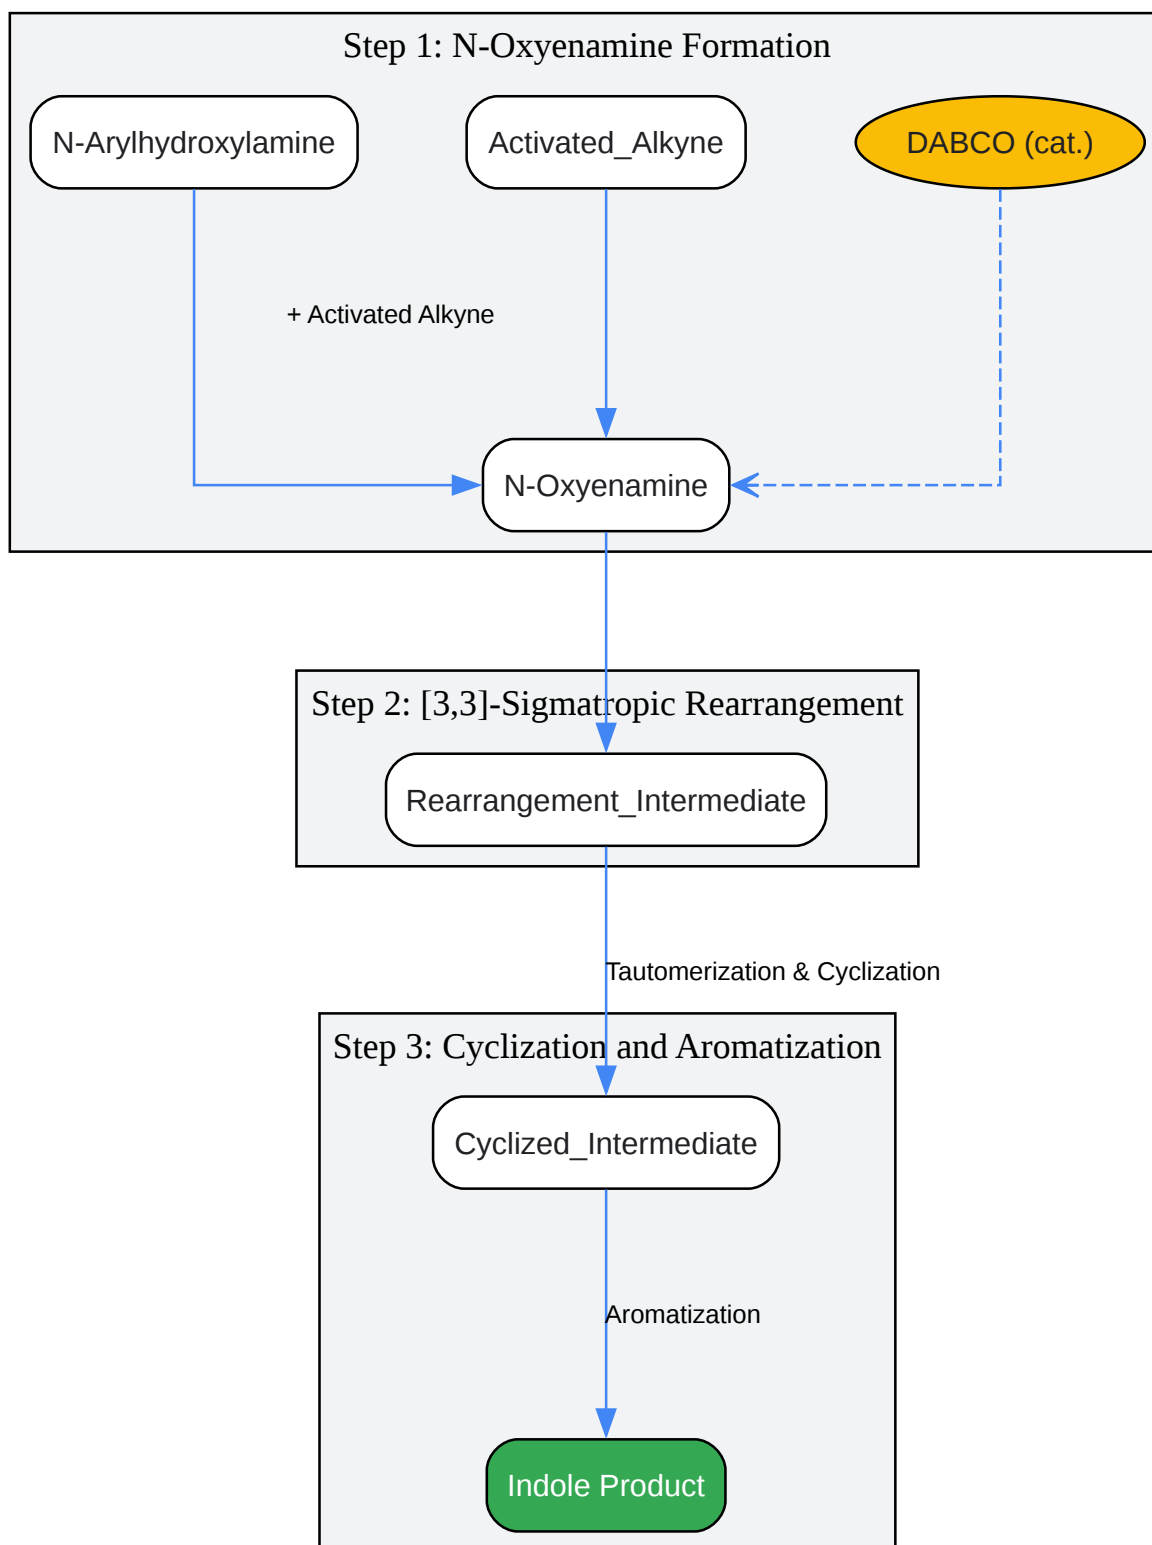 Step 1: N-Oxyenamine Formation
N-Arylhydroxylamine
Activated_Alkyne
DABCO (cat.)
+ Activated Alkyne
N-Oxyenamine
Step 2: [3,3]-Sigmatropic Rearrangement
Rearrangement_Intermediate
Tautomerization & Cyclization
Step 3: Cyclization and Aromatization
Cyclized_Intermediate
Aromatization
Indole Product